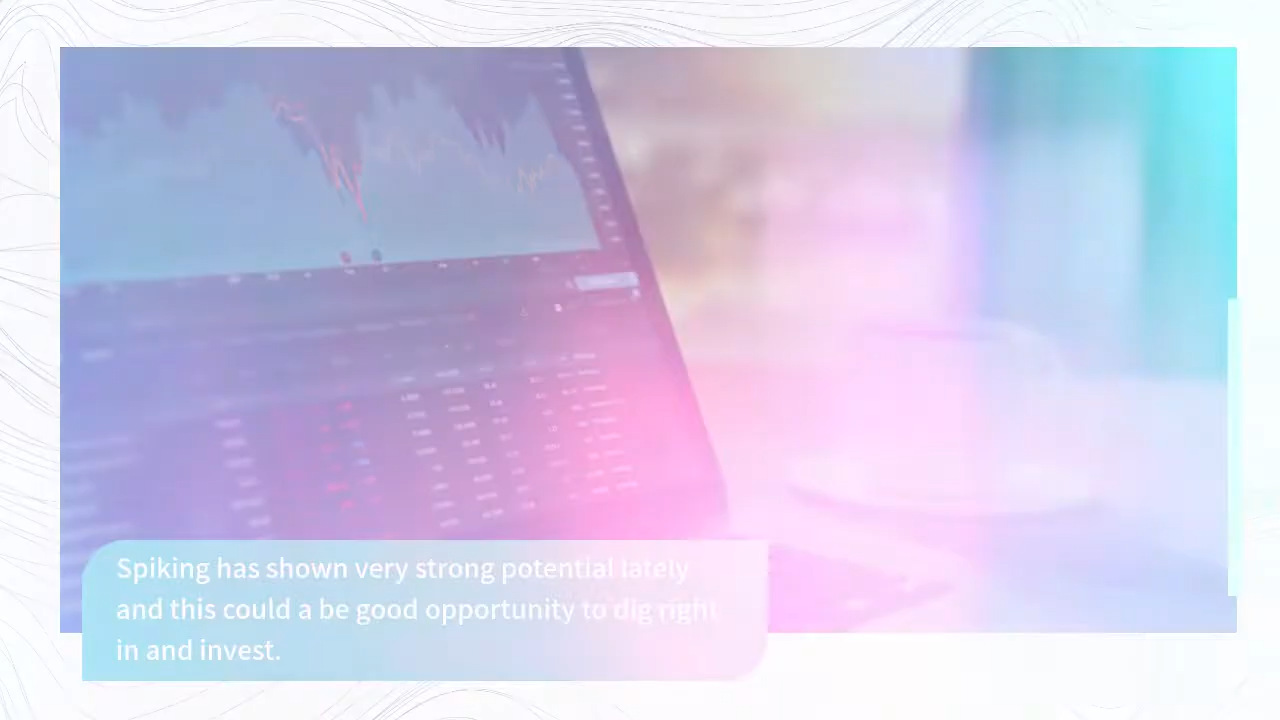 Spiking has shown very strong potential lately
and this could a be good opportunity to dig right
in and invest.